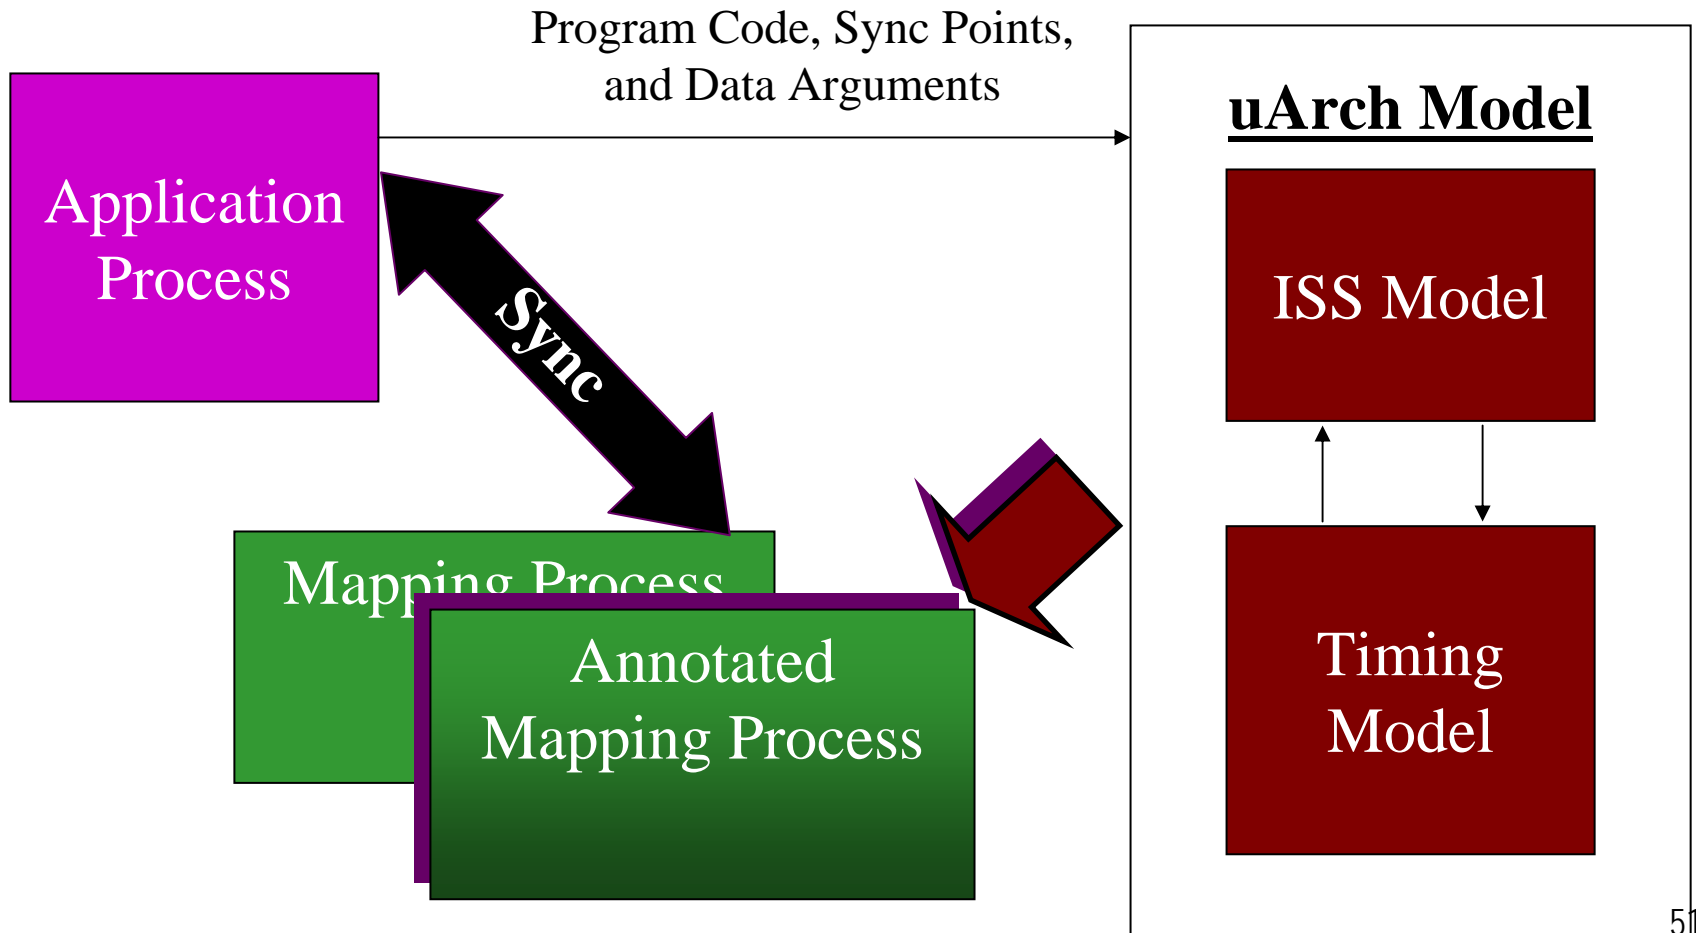 Program Code, Sync Points,
and Data Arguments
uArch Model
Application
Process
ISS Model
Sync
Mapping Process
Annotated
Mapping Process
Timing
Model
51